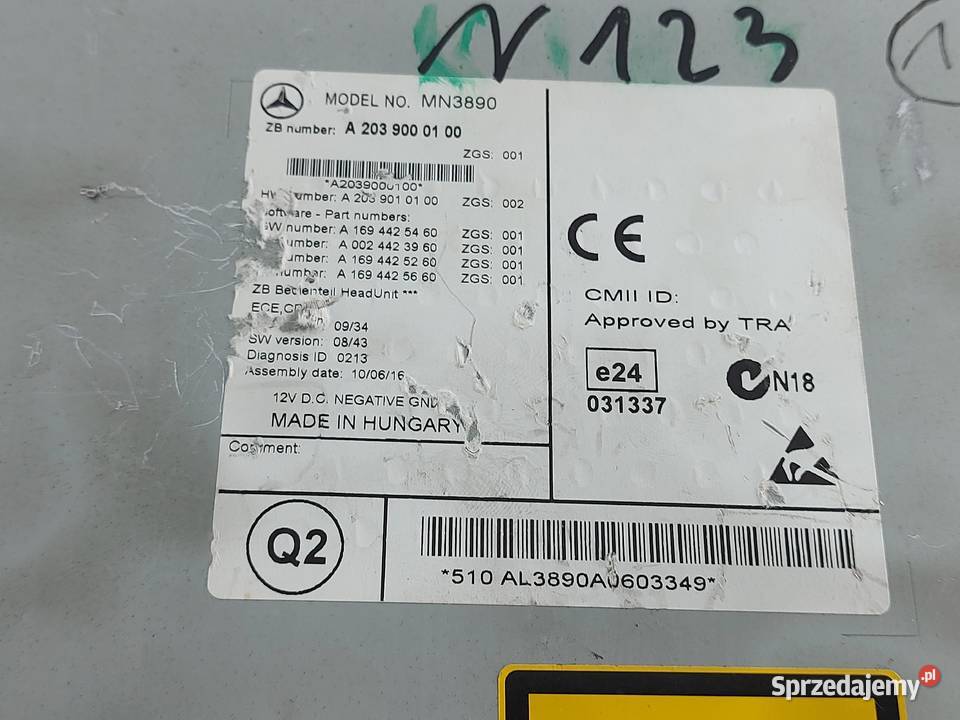 N 123
1
MODEL NO. MN3890
ZB number: A 203 900 01 00
ZGS: 001
*A2039000100*
number: A 203 901 01 00 ZGS: 002
- Part numbers:
SW number: A 169 442 54 60 ZGS: 001
number: A 002 442 39 60 ZGS: 001
number: A 169 442 52 60 ZGS: 001
number: A 169 442 56 60 ZGS: 001
ZB Bedienteil HeadUnit ***
ECE,
09/34
SW version: 08/43
Diagnosis ID 0213
Assembly date: 10/06/16
12V D.C. NEGATIVE GND
MADE IN HUNGARY
Comment:
CE
CMII ID:
Approved by TRA
e24
031337
N18
Q2
*510 AL3890A0603349*
Sprzedajemy.pl